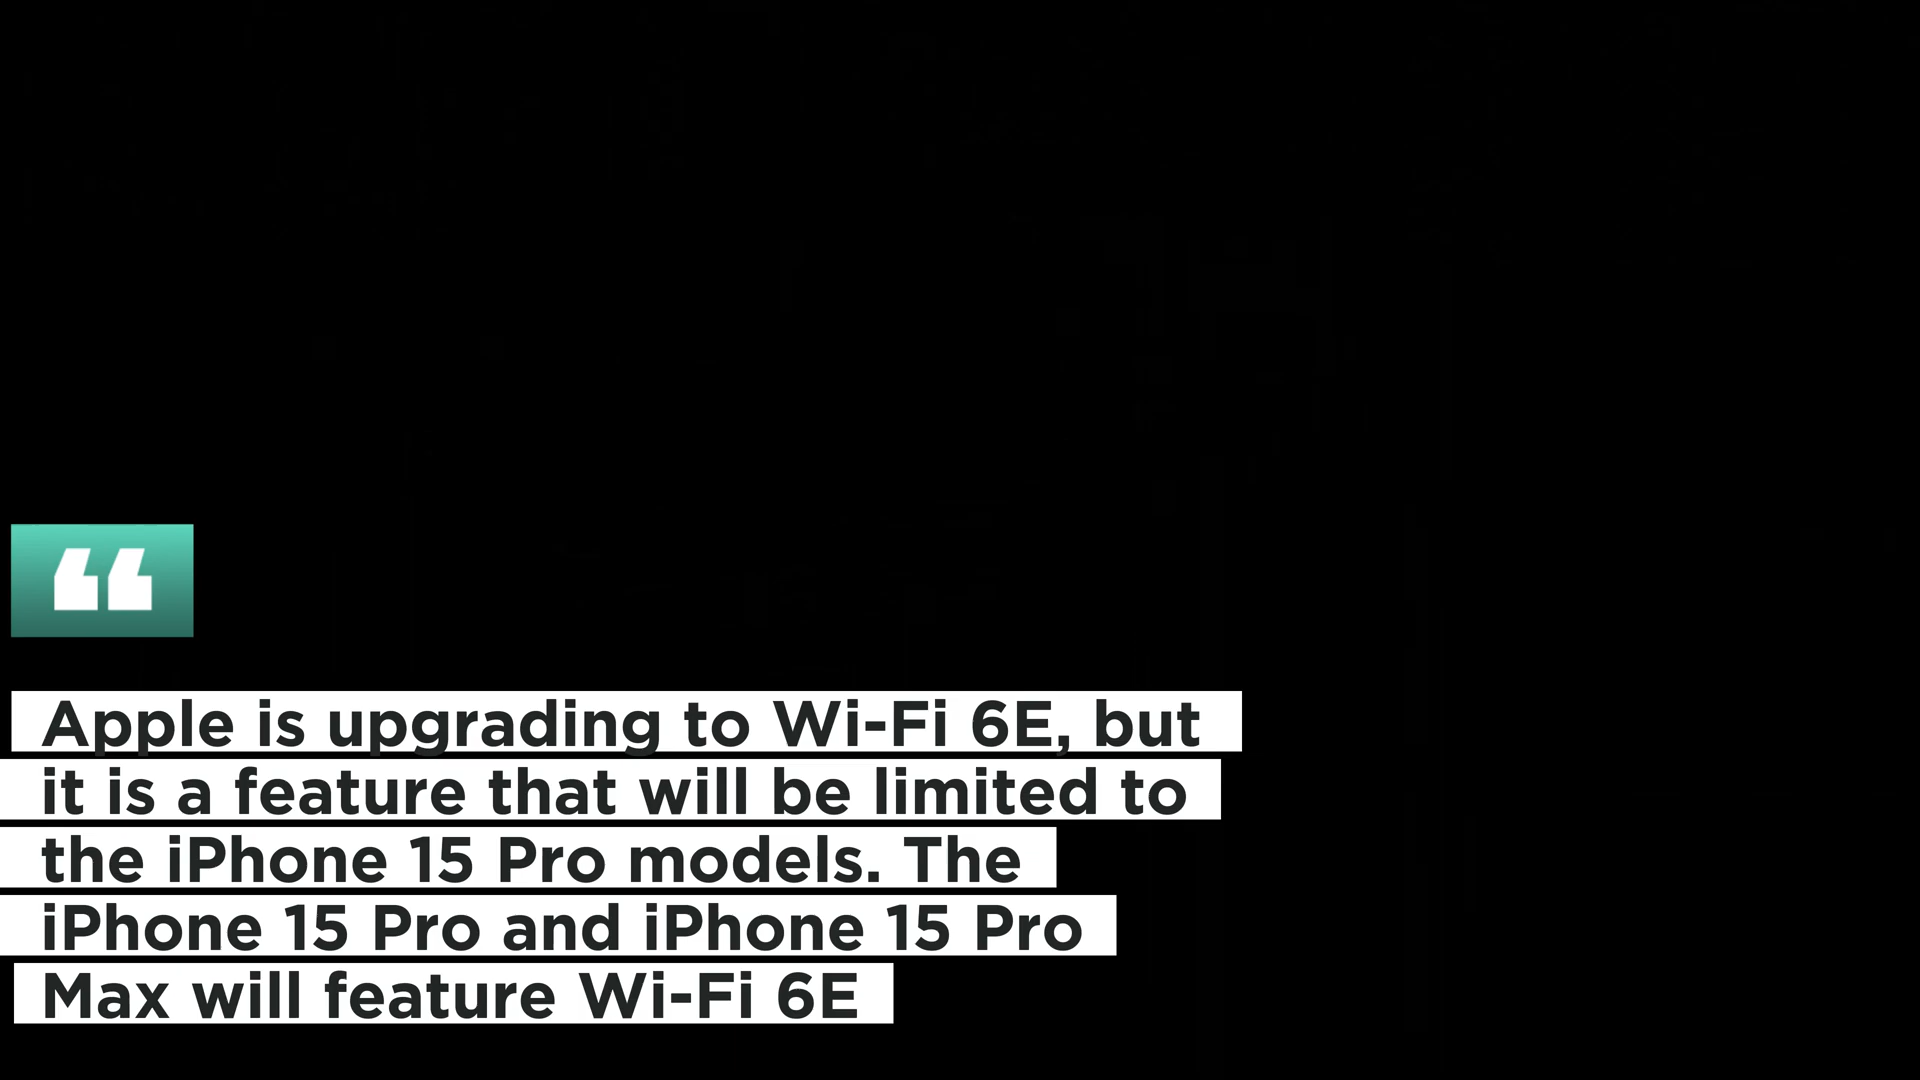 “
Apple is upgrading to Wi-Fi 6E, but
it is a feature that will be limited to
the iPhone 15 Pro models. The
iPhone 15 Pro and iPhone 15 Pro
Max will feature Wi-Fi 6E